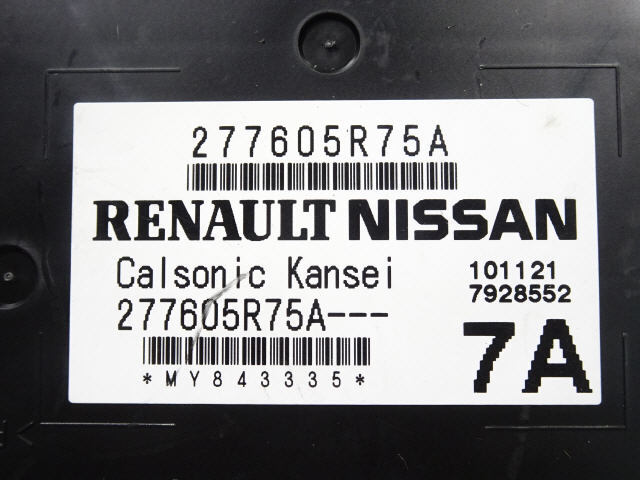 277605R75A
RENAULT NISSAN
Calsonic Kansei 101121
277605R75A--- 7928552
7A
*MY843335*